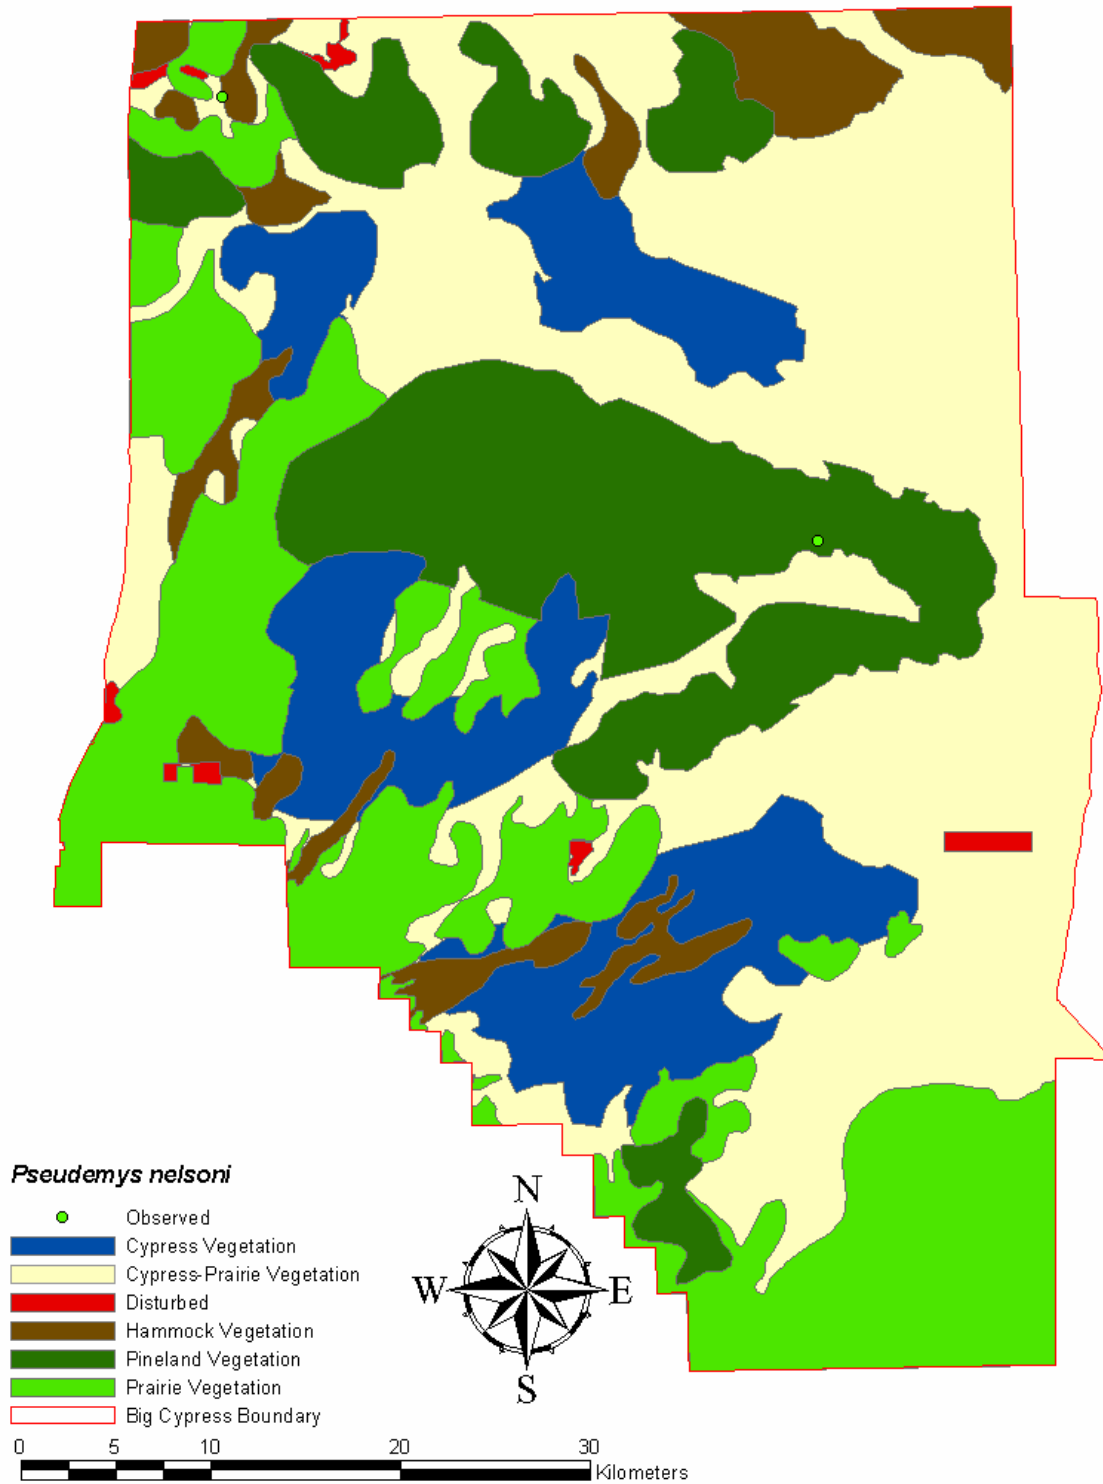 Pseudemys nelsoni
Observed
Cypress Vegetation
Cypress-Prairie Vegetation
Disturbed
Hammock Vegetation
Pineland Vegetation
Prairie Vegetation
Big Cypress Boundary
N
W E
S
0 5 10 20 30
Kilometers